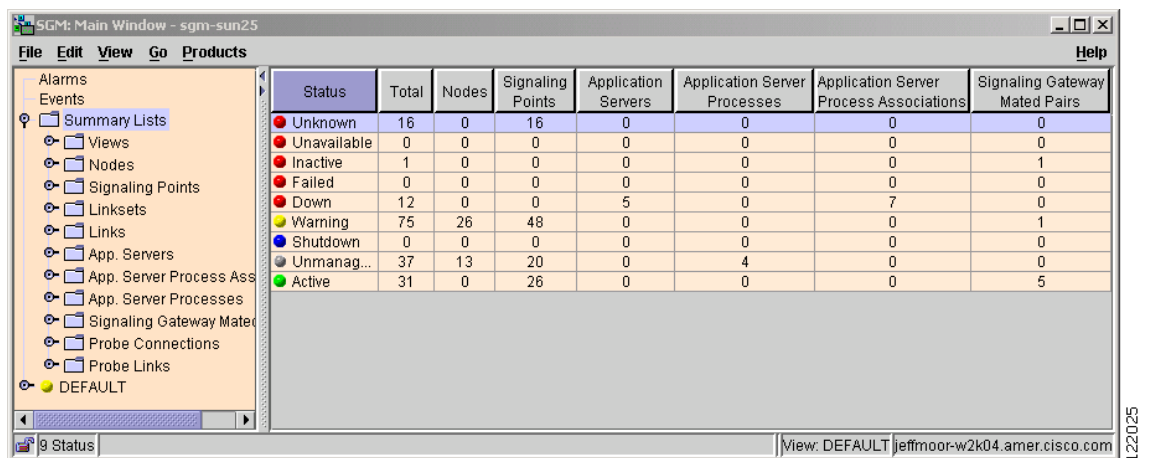 SGM: Main Window - sgm-sun25
File Edit View Go Products Help
Alarms
Events
Summary Lists
Views
Nodes
Signaling Points
Linksets
Links
App. Servers
App. Server Process Ass
App. Server Processes
Signaling Gateway Mated
Probe Connections
Probe Links
DEFAULT
Status Total Nodes Signaling Points Application Servers Application Server Processes Application Server Process Associations Signaling Gateway Mated Pairs
Unknown 16 0 16 0 0 0 0
Unavailable 0 0 0 0 0 0 0
Inactive 1 0 0 0 0 0 1
Failed 0 0 0 0 0 0 0
Down 12 0 0 5 0 7 0
Warning 75 26 48 0 0 0 1
Shutdown 0 0 0 0 0 0 0
Unmanag... 37 13 20 0 4 0 0
Active 31 0 26 0 0 0 5
9 Status View: DEFAULT jeffmoor-w2k04.amer.cisco.com
122025